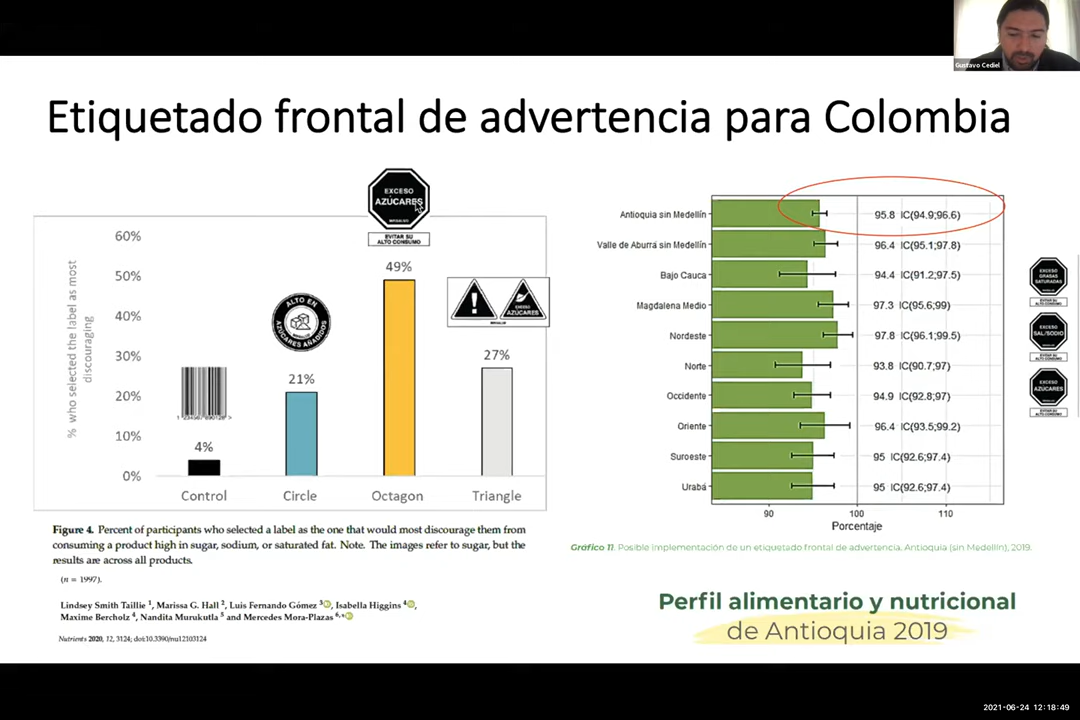 Gustavo Cediel
Etiquetado frontal de advertencia para Colombia
EXCESO
AZÚCARES
MINSALUD
EVITAR SU
ALTO CONSUMO
% who selected the label as most
discouraging
60%
50%
40%
30%
20%
10%
0%
4%
21%
49%
27%
ALTO EN
AZÚCARES AÑADIDOS
EXCESO
AZÚCARES
Control
Circle
Octagon
Triangle
Figure 4. Percent of participants who selected a label as the one that would most discourage them from
consuming a product high in sugar, sodium, or saturated fat. Note. The images refer to sugar, but the
results are across all products.
(n = 1997).
Lindsey Smith Taillie 1, Marissa G. Hall 2, Luis Fernando Gómez 3, Isabella Higgins 4,
Maxime Bercholz 4, Nandita Murukutla 5 and Mercedes Mora-Plazas 6,*
Nutrients 2020, 12, 3124; doi:10.3390/nu12103124
Antioquia sin Medellín 95.8 IC(94.9;96.6)
Valle de Aburrá sin Medellín 96.4 IC(95.1;97.8)
Bajo Cauca 94.4 IC(91.2;97.5)
Magdalena Medio 97.3 IC(95.6;99)
Nordeste 97.8 IC(96.1;99.5)
Norte 93.8 IC(90.7;97)
Occidente 94.9 IC(92.8;97)
Oriente 96.4 IC(93.5;99.2)
Suroeste 95 IC(92.6;97.4)
Urabá 95 IC(92.6;97.4)
90 100 110
Porcentaje
EXCESO
GRASAS
SATURADAS
EVITAR SU
ALTO CONSUMO
EXCESO
SAL/SODIO
EVITAR SU
ALTO CONSUMO
EXCESO
AZÚCARES
EVITAR SU
ALTO CONSUMO
Gráfico 11. Posible implementación de un etiquetado frontal de advertencia. Antioquia (sin Medellín), 2019.
Perfil alimentario y nutricional
de Antioquia 2019
2021-06-24 12:18:49